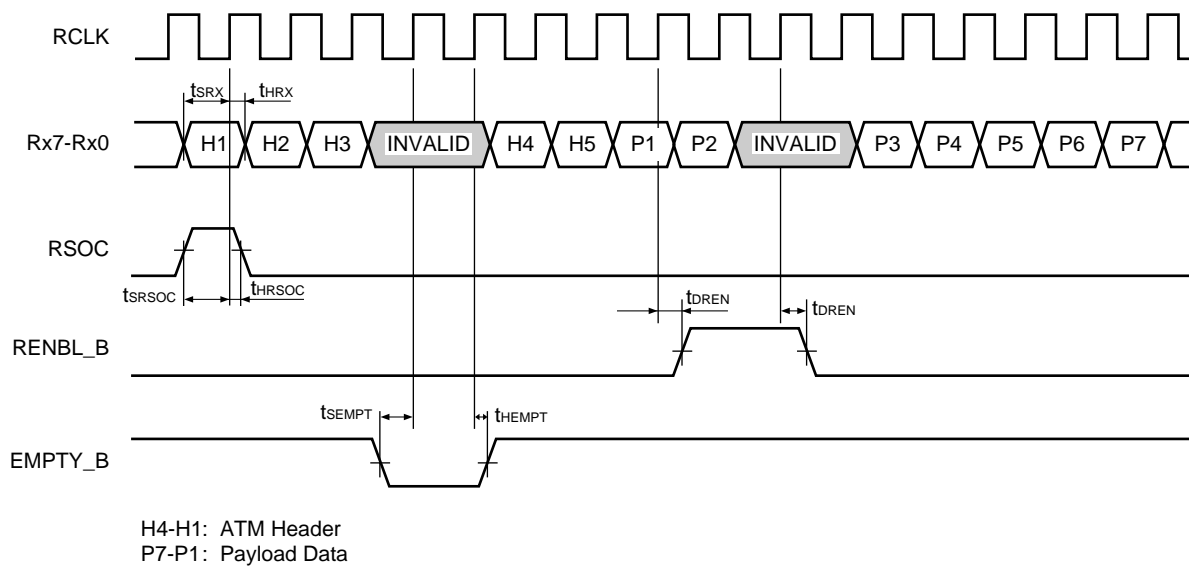 RCLK
tSRX tHRX
Rx7-Rx0 H1 H2 H3 INVALID H4 H5 P1 P2 INVALID P3 P4 P5 P6 P7
RSOC
tSRSOC tHRSOC
tDREN tDREN
RENBL_B
tSEMPT tHEMPT
EMPTY_B
H4-H1: ATM Header
P7-P1: Payload Data